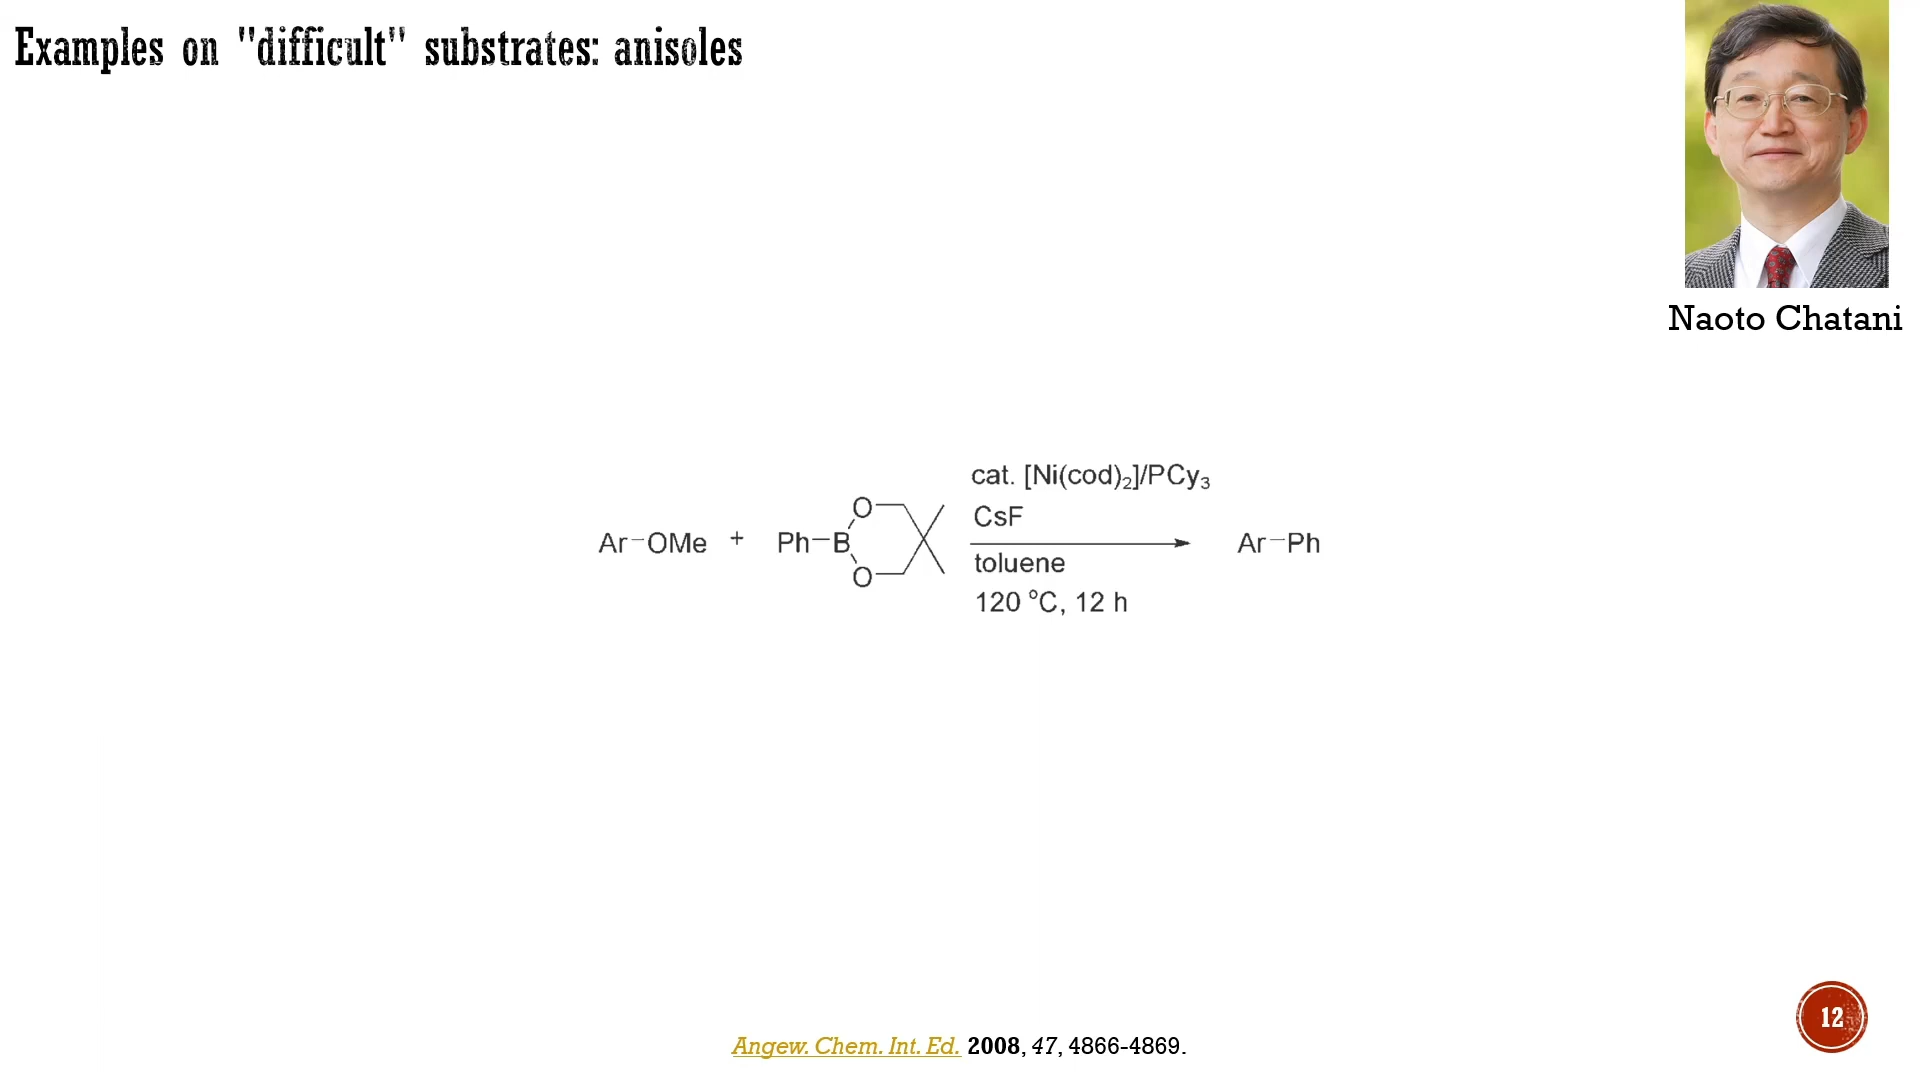 Examples on "difficult" substrates: anisoles
Naoto Chatani
cat. [Ni(cod)₂]/PCy₃
CsF
Ar–OMe + Ph–B O O
toluene
120 °C, 12 h
Ar–Ph
12
Angew. Chem. Int. Ed. 2008, 47, 4866-4869.